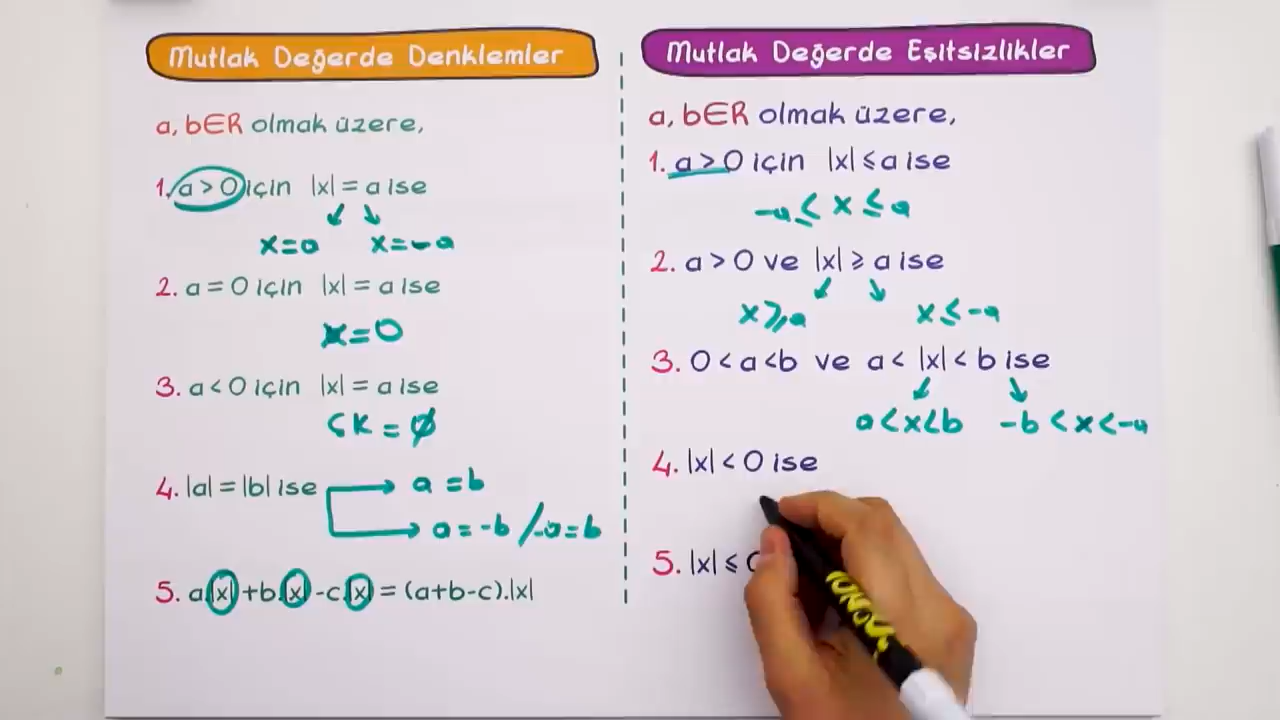 Mutlak Değerde Denklemler
a, b∈R olmak üzere,
1. a > 0 için |x| = a ise
x=a x=-a
2. a = 0 için |x| = a ise
x=0
3. a < 0 için |x| = a ise
ÇK = ∅
4. |a| = |b| ise a = b
a = -b / -a = b
5. a.|x| + b.|x| - c.|x| = (a+b-c).|x|
Mutlak Değerde Eşitsizlikler
a, b∈R olmak üzere,
1. a > 0 için |x| ≤ a ise
-a ≤ x ≤ a
2. a > 0 ve |x| ≥ a ise
x ≥ a x ≤ -a
3. 0 < a < b ve a < |x| < b ise
a < x < b -b < x < -a
4. |x| < 0 ise
5. |x| ≤